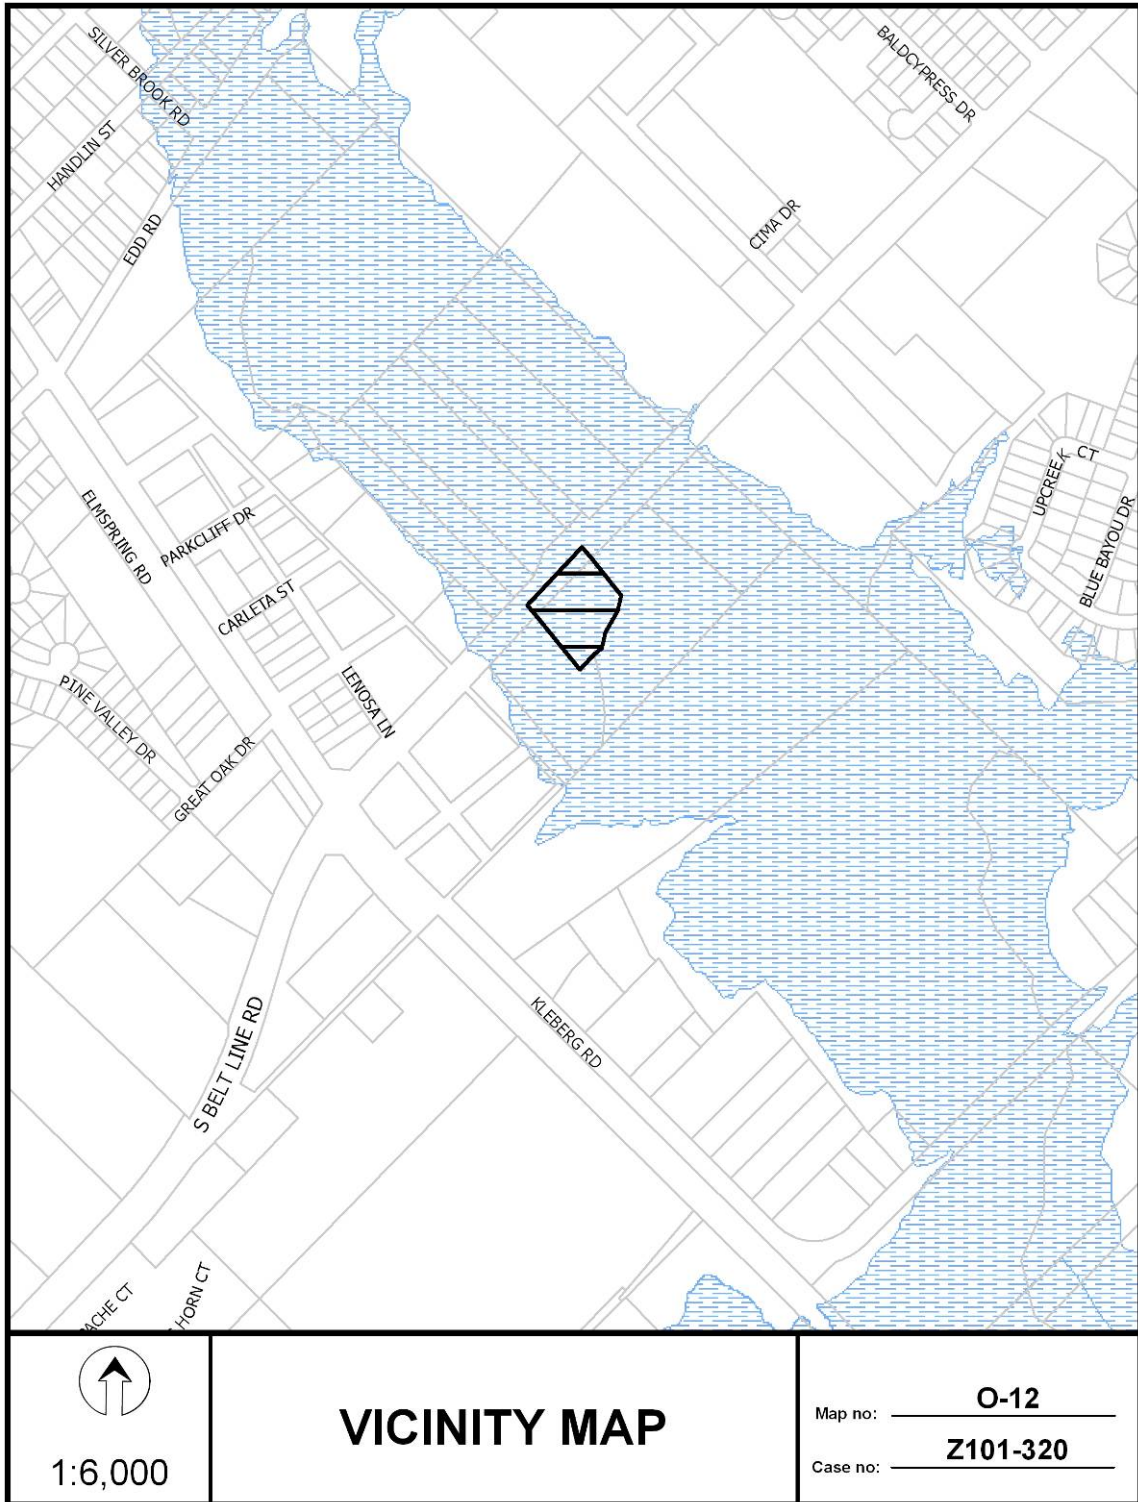 SILVER BROOK RD
BALDCYPRESS DR
HANDLIN ST
EDD RD
CIMA DR
UPCREEK CT
ELMSPRING RD
PARKCLIFF DR
BLUE BAYOU DR
CARLETA ST
LENOSA LN
PINE VALLEY DR
GREAT OAK DR
KLEBERG RD
S BELT LINE RD
ACHE CT
HORN CT
1:6,000
VICINITY MAP
Map no: O-12
Case no: Z101-320